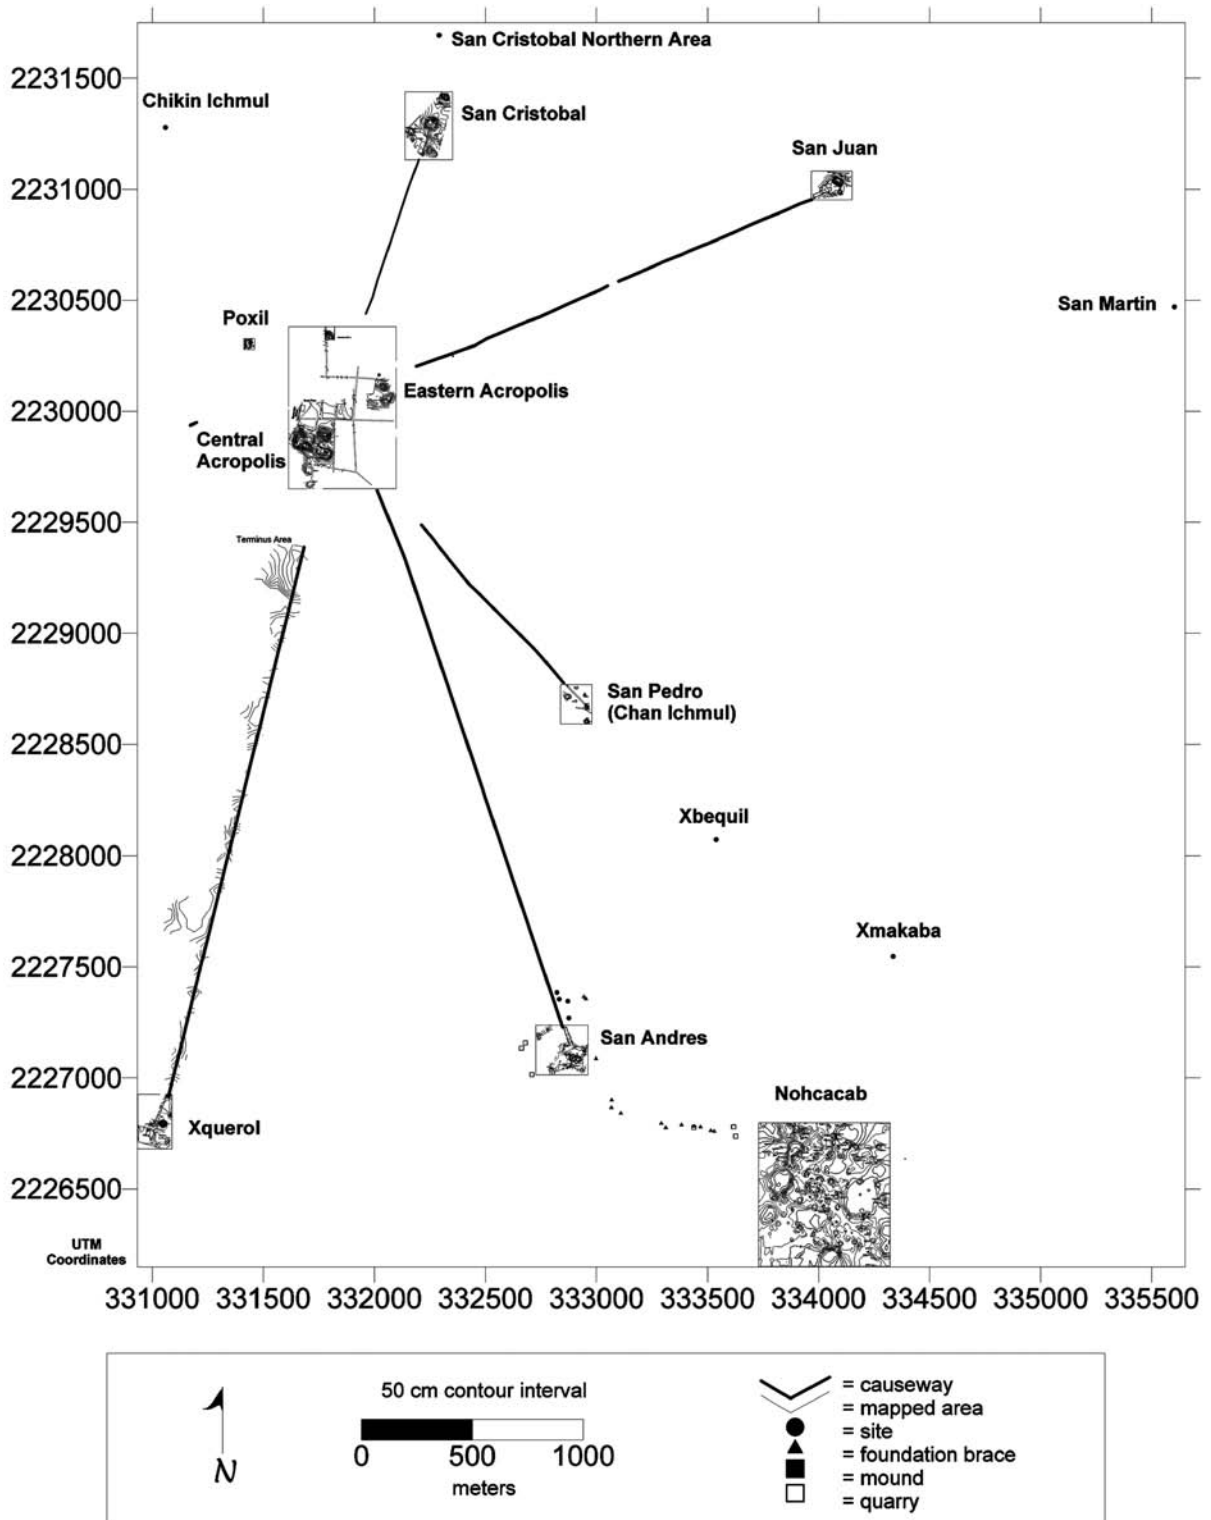 San Cristobal Northern Area
2231500
Chikin Ichmul
San Cristobal
San Juan
2231000
2230500
San Martin
Poxil
Eastern Acropolis
2230000
Central
Acropolis
2229500
Terminus Area
2229000
San Pedro
(Chan Ichmul)
2228500
Xbequil
2228000
Xmakaba
2227500
San Andres
2227000
Nohcacab
Xquerol
2226500
UTM
Coordinates
331000 331500 332000 332500 333000 333500 334000 334500 335000 335500
50 cm contour interval
0 500 1000
meters
N
= causeway
= mapped area
= site
= foundation brace
= mound
= quarry